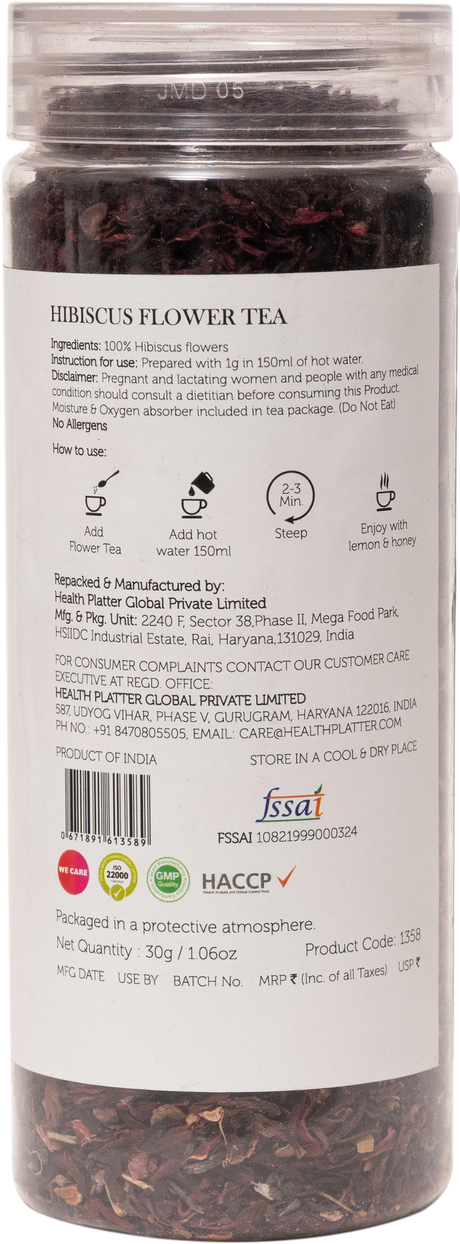 JMD 05
HIBISCUS FLOWER TEA
Ingredients: 100% Hibiscus flowers
Instruction for use: Prepared with 1g in 150ml of hot water.
Disclaimer: Pregnant and lactating women and people with any medical
condition should consult a dietitian before consuming this Product.
Moisture & Oxygen absorber included in tea package. (Do Not Eat)
No Allergens
How to use:
2-3
Min.
Add
Flower Tea
Add hot
water 150ml
Steep
Enjoy with
lemon & honey
Repacked & Manufactured by:
Health Platter Global Private Limited
Mfg. & Pkg. Unit: 2240 F, Sector 38,Phase II, Mega Food Park,
HSIIDC Industrial Estate, Rai, Haryana,131029, India
FOR CONSUMER COMPLAINTS CONTACT OUR CUSTOMER CARE
EXECUTIVE AT REGD. OFFICE:
HEALTH PLATTER GLOBAL PRIVATE LIMITED
587, UDYOG VIHAR, PHASE V, GURUGRAM, HARYANA 122016, INDIA
PH NO.: +91 8470805505, EMAIL: CARE@HEALTHPLATTER.COM
PRODUCT OF INDIA
STORE IN A COOL & DRY PLACE
0 671891 613589
fssai
FSSAI 10821999000324
WE CARE
ISO
22000
GMP
Quality
HACCP
Packaged in a protective atmosphere.
Net Quantity : 30g / 1.06oz
Product Code: 1358
MFG DATE USE BY BATCH No. MRP ₹ (Inc. of all Taxes) USP ₹